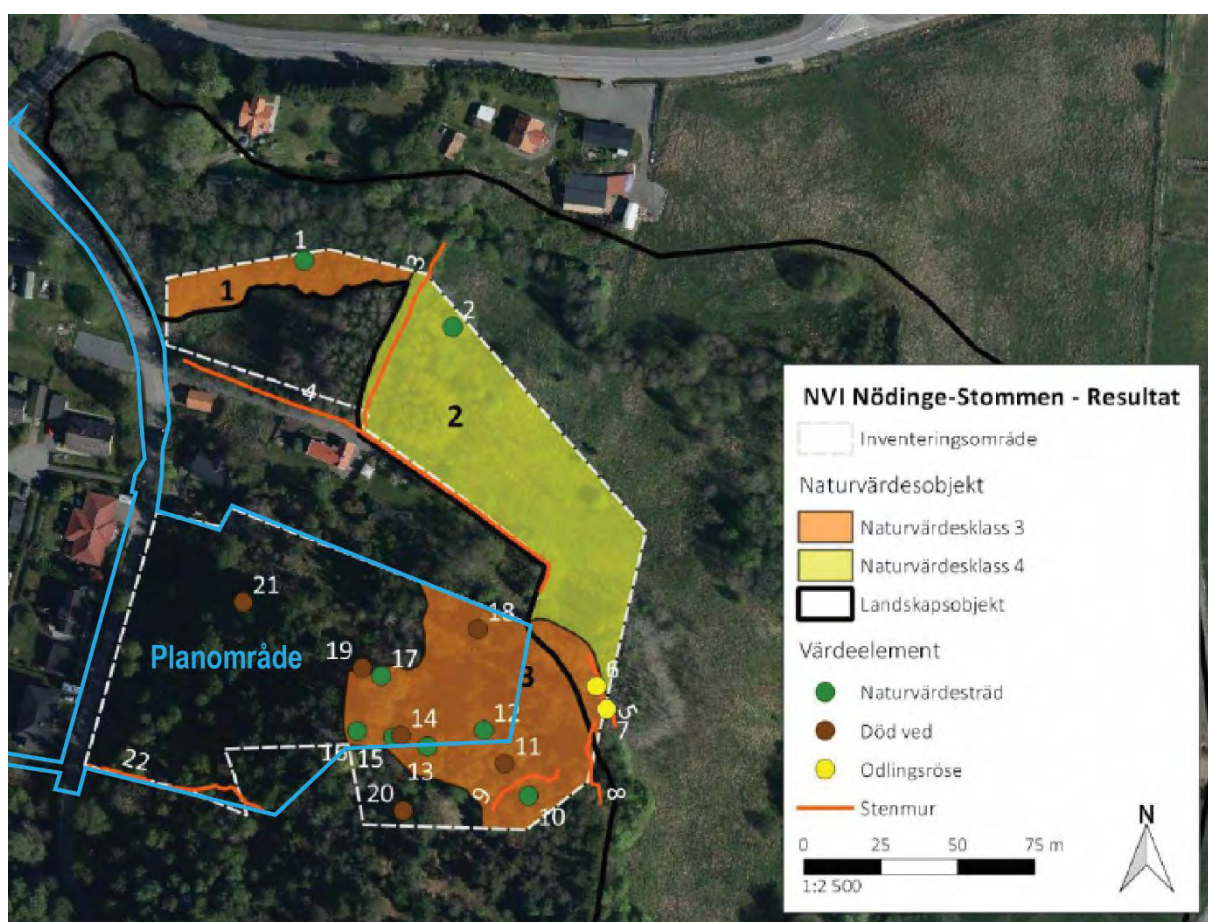 1
3
2
1
4
2
18
21
Planområde
19
17
3
6
5
7
12
14
16
15
13
11
22
20
9
10
8
NVI Nödinge-Stommen - Resultat
Inventeringsområde
Naturvärdesobjekt
Naturvärdesklass 3
Naturvärdesklass 4
Landskapsobjekt
Värdeelement
Naturvärdesträd
Död ved
Odlingsröse
Stenmur
N
0 25 50 75 m
1:2 500